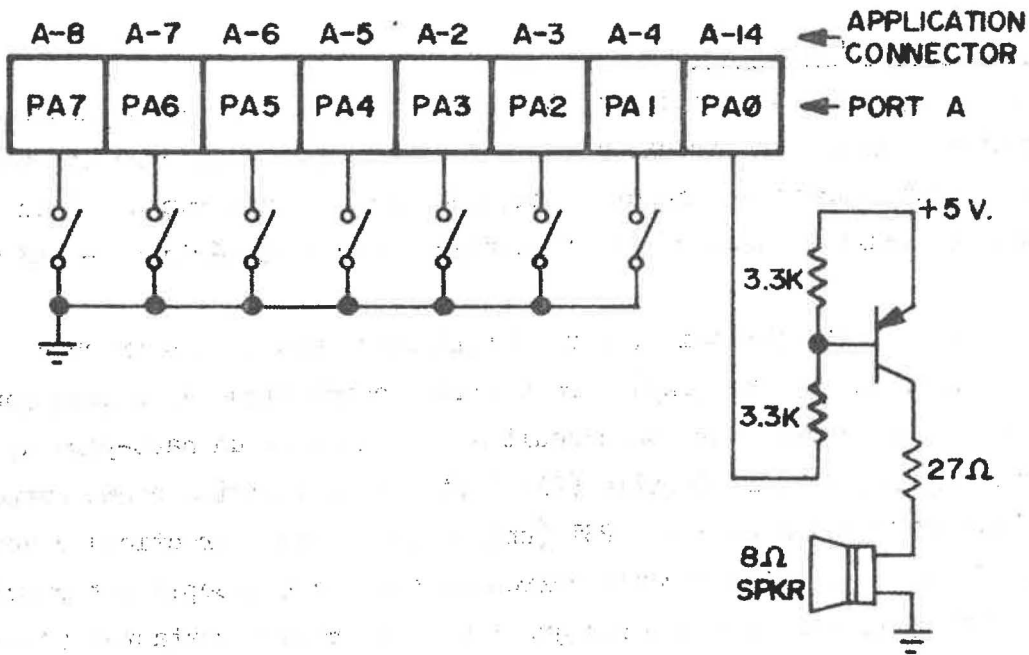 A-8 A-7 A-6 A-5 A-2 A-3 A-4 A-14
APPLICATION
CONNECTOR
PA7 PA6 PA5 PA4 PA3 PA2 PA1 PAØ
PORT A
+5V.
3.3K
3.3K
27Ω
8Ω
SPKR